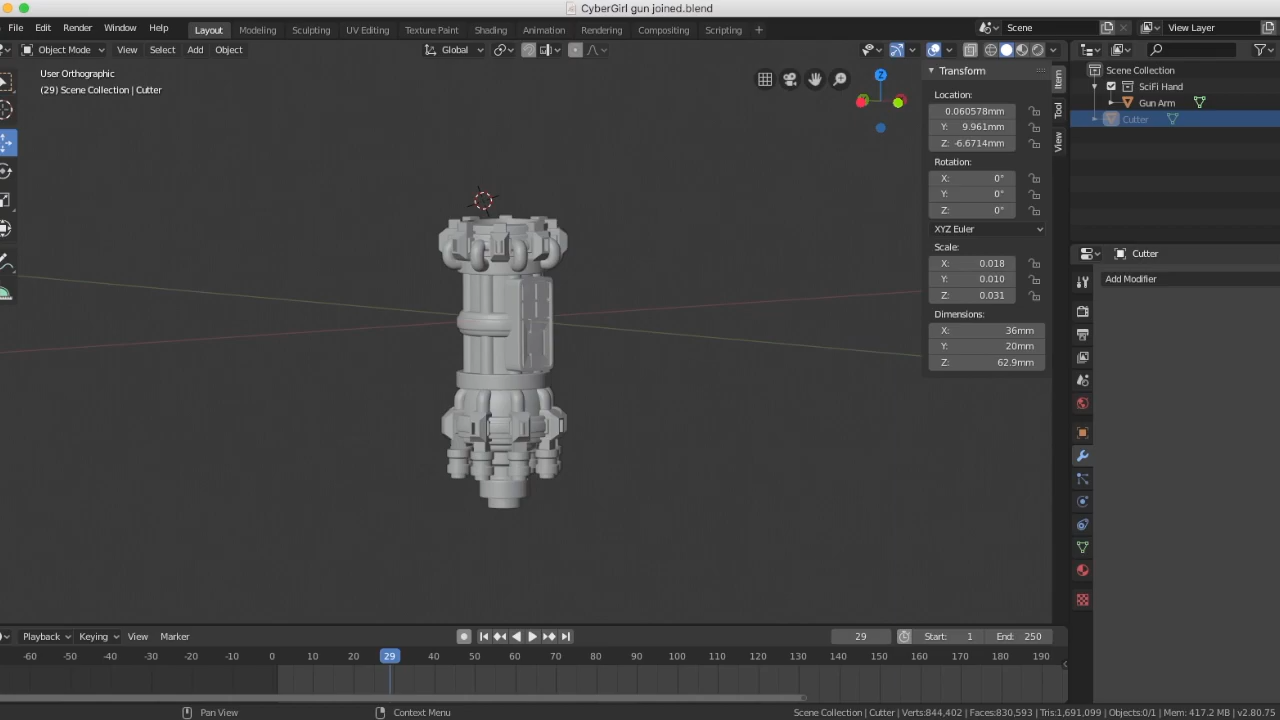 CyberGirl gun joined.blend
File Edit Render Window Help Layout Modeling Sculpting UV Editing Texture Paint Shading Animation Rendering Compositing Scripting + Scene View Layer
Object Mode View Select Add Object Global
User Orthographic
(29) Scene Collection | Cutter
Z
Transform
Location:
0.060578mm
Y: 9.961mm
Z: -6.6714mm
Rotation:
X: 0°
Y: 0°
Z: 0°
XYZ Euler
Scale:
X: 0.018
Y: 0.010
Z: 0.031
Dimensions:
X: 36mm
Y: 20mm
Z: 62.9mm
Item
Tool
View
Scene Collection
SciFi Hand
Gun Arm
Cutter
Cutter
Add Modifier
Playback Keying View Marker 29 Start: 1 End: 250
-60 -50 -40 -30 -20 -10 0 10 20 29 40 50 60 70 80 90 100 110 120 130 140 150 160 170 180 190
Pan View Context Menu Scene Collection | Cutter | Verts:844,402 | Faces:830,593 | Tris:1,691,099 | Objects:0/1 | Mem: 417.2 MB | v2.80.75